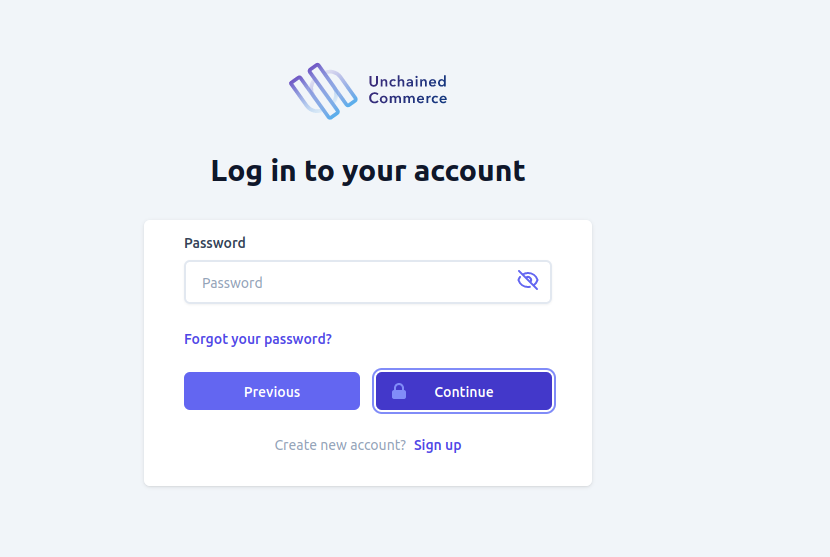 Unchained
Commerce
Log in to your account
Password
Password
Forgot your password?
Previous
Continue
Create new account? Sign up